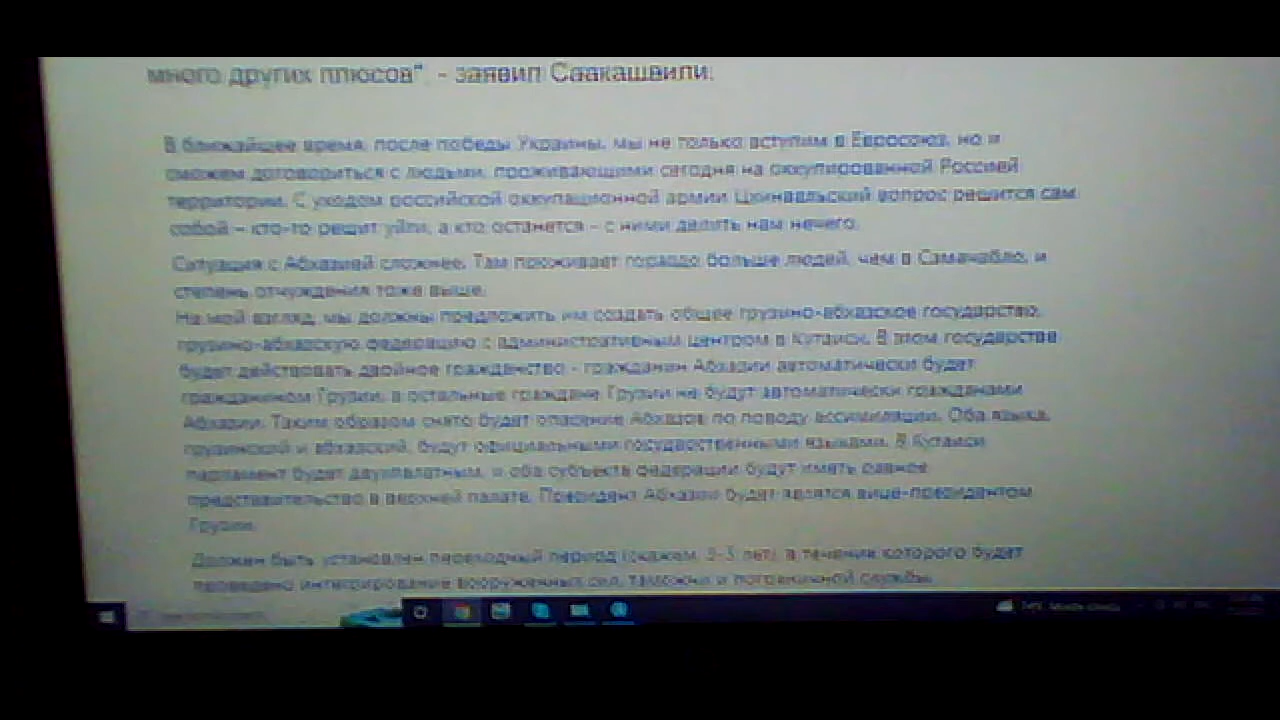 много других плюсов", - заявил Саакашвили.
В ближайшее время, после победы Украины, мы не только вступим в Евросоюз, но и
сможем договориться с людьми, проживающими сегодня на оккупированной Россией
территории. С уходом российской оккупационной армии Цхинвальский вопрос решится сам
собой – кто-то решит уйти, а кто останется – с ними делить нам нечего.
Ситуация с Абхазией сложнее. Там проживает гораздо больше людей, чем в Самачабло, и
степень отчуждения тоже выше.
На мой взгляд, мы должны предложить им создать общее грузино-абхазское государство,
грузино-абхазскую федерацию с административным центром в Кутаиси. В этом государстве
будет действовать двойное гражданство - гражданин Абхазии автоматически будет
гражданином Грузии, а остальные граждане Грузии не будут автоматически гражданами
Абхазии. Таким образом снято будет опасение Абхазов по поводу ассимиляции. Оба языка,
грузинский и абхазский, будут официальными государственными языками. В Кутаиси
парламент будет двухпалатным, и оба субъекта федерации будут иметь равное
представительство в верхней палате. Президент Абхазии будет являтся вице-президентом
Грузии.
Должен быть установлен переходный период (скажем, лет), в течении которого будет
проведено интегрирование вооруженных сил, таможни и пограничной службы.